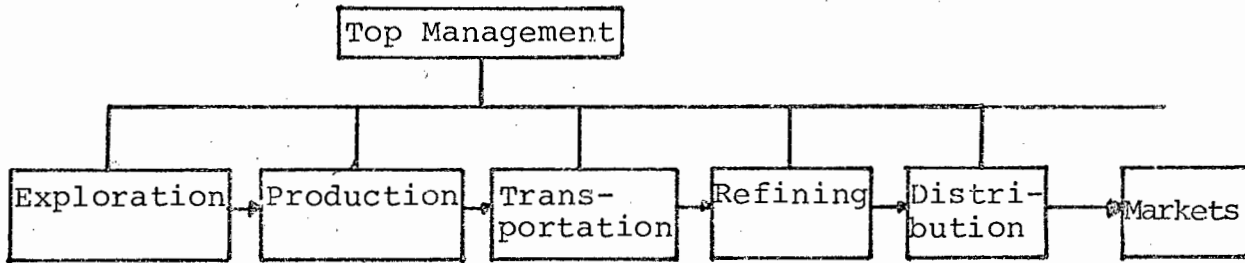 Top Management
Exploration
Production
Trans-
portation
Refining
Distri-
bution
Markets